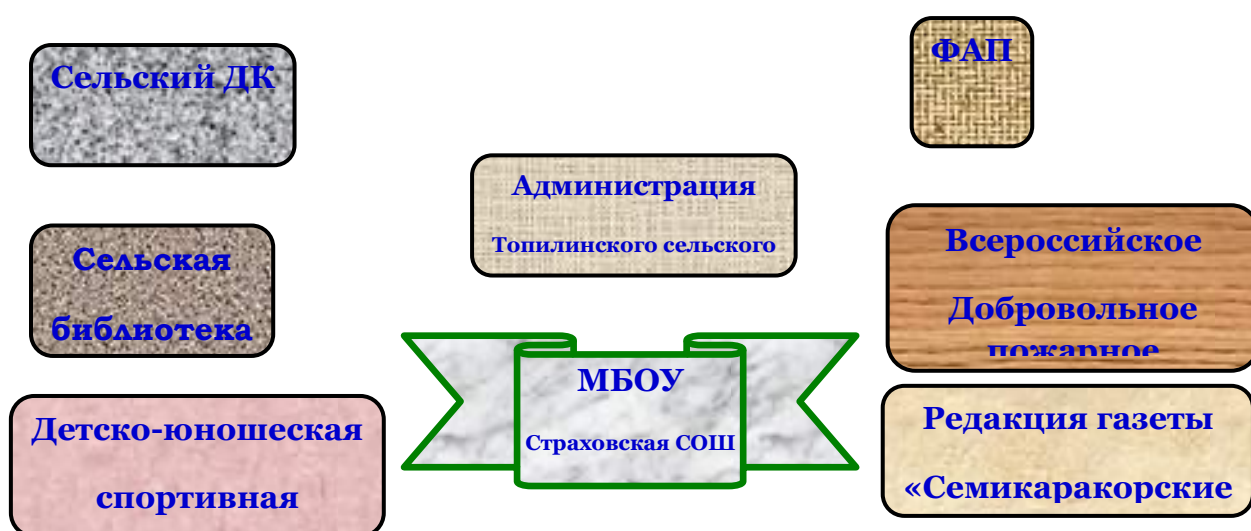 Сельский ДК
ФАП
Администрация
Топилинского сельского
Сельская
библиотека
Всероссийское
Добровольное
пожарное
МБОУ
Страховская СОШ
Детско-юношеская
спортивная
Редакция газеты
«Семикаракорские